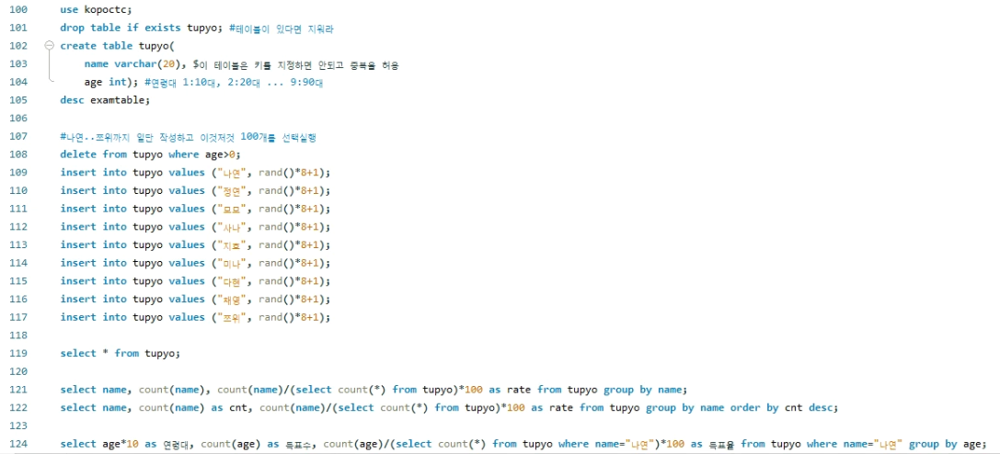 100 use kopoctc;
101 drop table if exists tupyo; #테이블이 있다면 지워라
102 create table tupyo(
103 name varchar(20), $이 테이블은 키를 지정하면 안되고 중복을 허용
104 age int); #연령대 1:10대, 2:20대 ... 9:90대
105 desc examtable;
106
107 #나연..쯔위까지 일단 작성하고 이것저것 100개를 선택실행
108 delete from tupyo where age>0;
109 insert into tupyo values ("나연", rand()*8+1);
110 insert into tupyo values ("정연", rand()*8+1);
111 insert into tupyo values ("모모", rand()*8+1);
112 insert into tupyo values ("사나", rand()*8+1);
113 insert into tupyo values ("지효", rand()*8+1);
114 insert into tupyo values ("미나", rand()*8+1);
115 insert into tupyo values ("다현", rand()*8+1);
116 insert into tupyo values ("채영", rand()*8+1);
117 insert into tupyo values ("쯔위", rand()*8+1);
118
119 select * from tupyo;
120
121 select name, count(name), count(name)/(select count(*) from tupyo)*100 as rate from tupyo group by name;
122 select name, count(name) as cnt, count(name)/(select count(*) from tupyo)*100 as rate from tupyo group by name order by cnt desc;
123
124 select age*10 as 연령대, count(age) as 득표수, count(age)/(select count(*) from tupyo where name="나연")*100 as 득표율 from tupyo where name="나연" group by age;